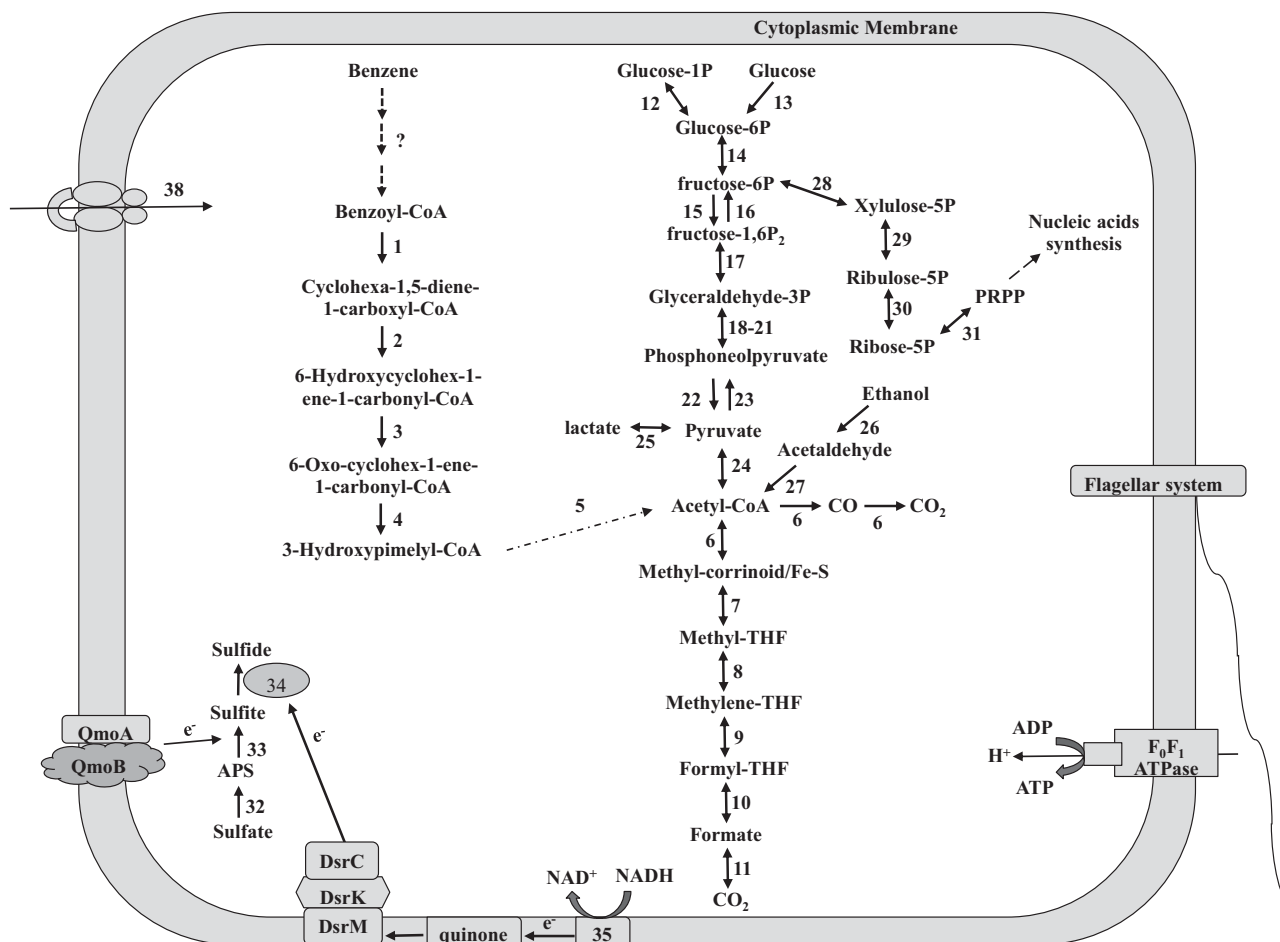 Cytoplasmic Membrane
Benzene
?
Benzoyl-CoA
1
Cyclohexa-1,5-diene-
1-carboxyl-CoA
2
6-Hydroxycyclohex-1-
ene-1-carbonyl-CoA
3
6-Oxo-cyclohex-1-ene-
1-carbonyl-CoA
4
3-Hydroxypimelyl-CoA
5
38
Glucose-1P
Glucose
12
13
Glucose-6P
14
fructose-6P
15
16
fructose-1,6P₂
17
Glyceraldehyde-3P
18-21
Phosphoneolpyruvate
22
23
lactate
25
Pyruvate
24
Acetyl-CoA
6
CO
6
CO₂
6
Methyl-corrinoid/Fe-S
7
Methyl-THF
8
Methylene-THF
9
Formyl-THF
10
Formate
11
CO₂
28
Xylulose-5P
29
Ribulose-5P
30
Ribose-5P
31
PRPP
Nucleic acids
synthesis
Ethanol
26
Acetaldehyde
27
Flagellar system
Sulfide
34
Sulfite
33
APS
32
Sulfate
e⁻
e⁻
QmoA
QmoB
DsrC
DsrK
DsrM
quinone
e⁻
35
NAD⁺
NADH
ADP
H⁺
ATP
F₀F₁
ATPase